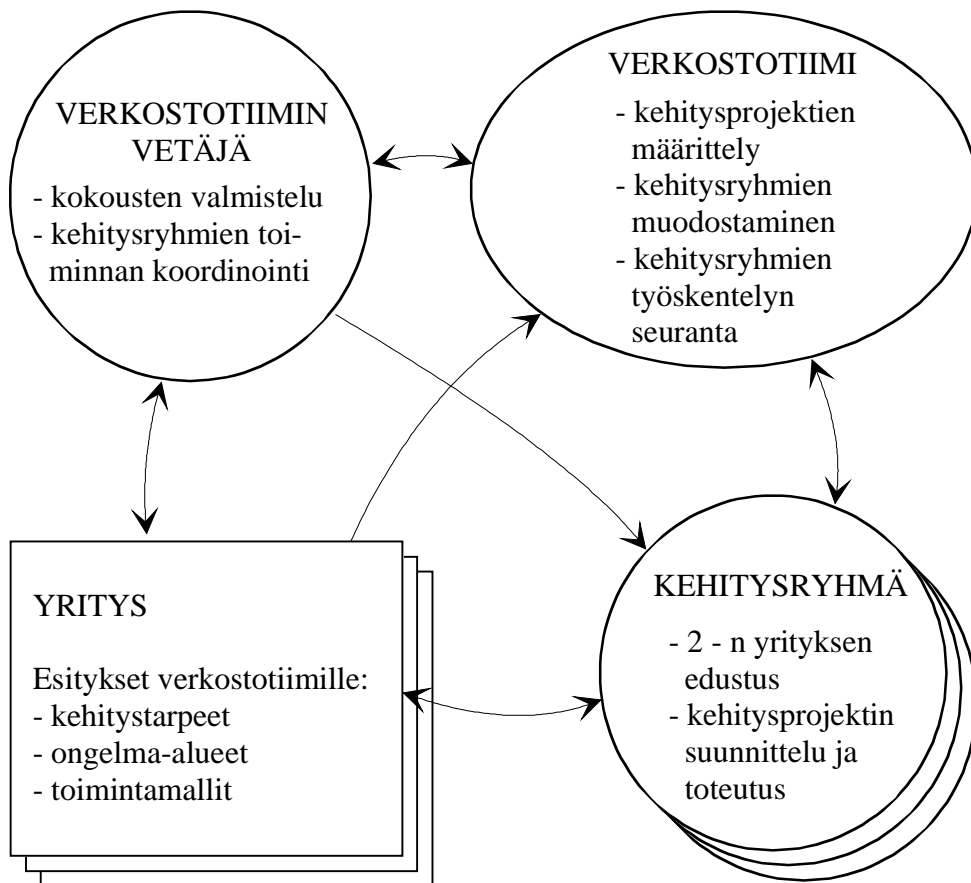 VERKOSTOTIIMIN
VETÄJÄ
- kokousten valmistelu
- kehitysryhmien toi-
minnan koordinointi
VERKOSTOTIIMI
- kehitysprojektien
määrittely
- kehitysryhmien
muodostaminen
- kehitysryhmien
työskentelyn
seuranta
YRITYS
Esitykset verkostotiimille:
- kehitystarpeet
- ongelma-alueet
- toimintamallit
KEHITYSRYHMÄ
- 2 - n yrityksen
edustus
- kehitysprojektin
suunnittelu ja
toteutus